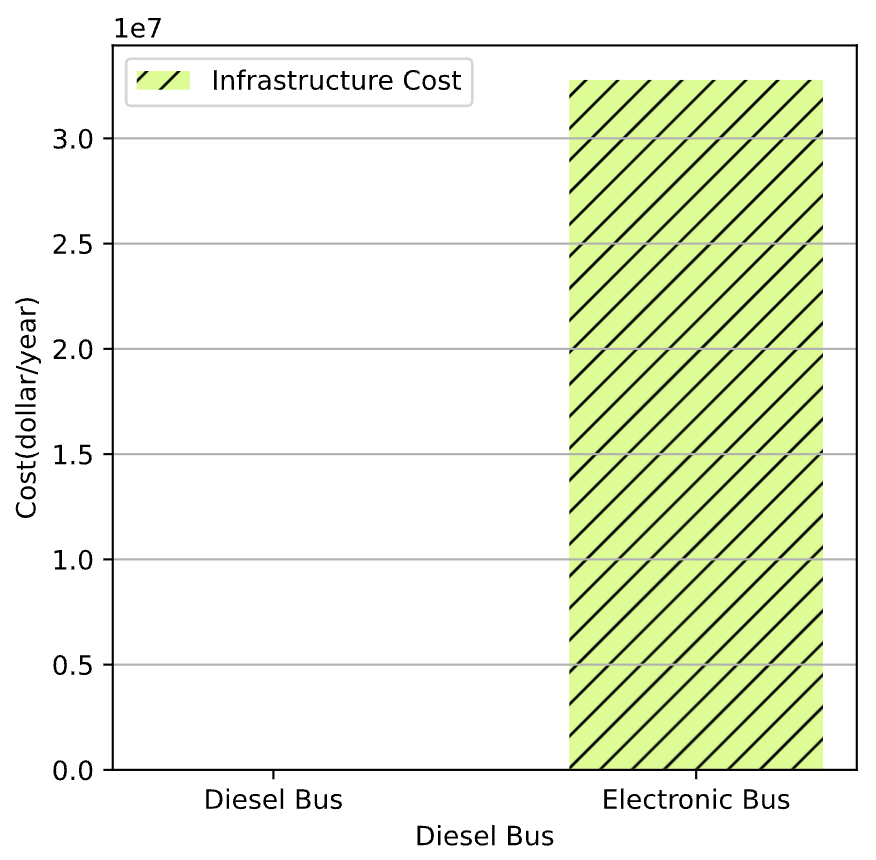 1e7
Infrastructure Cost
3.0
2.5
2.0
1.5
1.0
0.5
0.0
Cost(dollar/year)
Diesel Bus
Electronic Bus
Diesel Bus